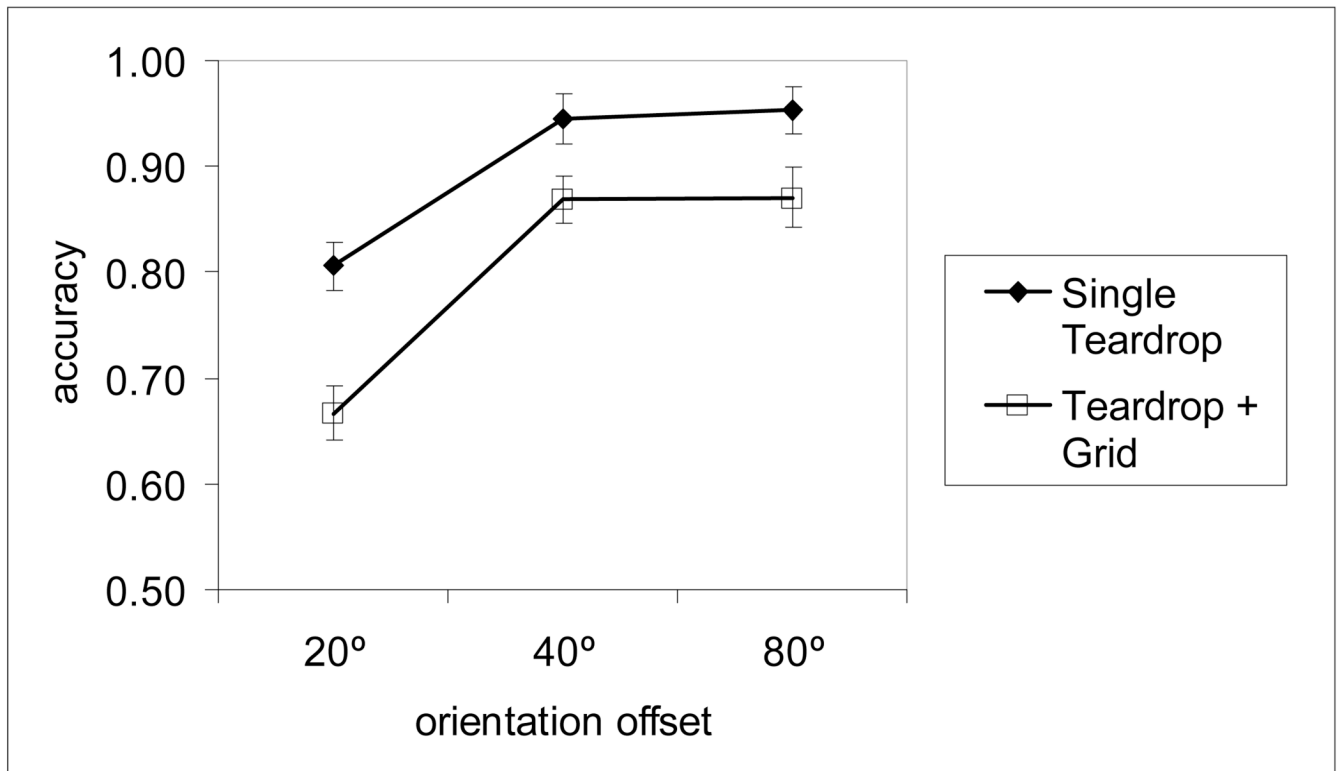 1.00
0.90
0.80
0.70
0.60
0.50
accuracy
20º
40º
80º
orientation offset
Single
Teardrop
Teardrop +
Grid